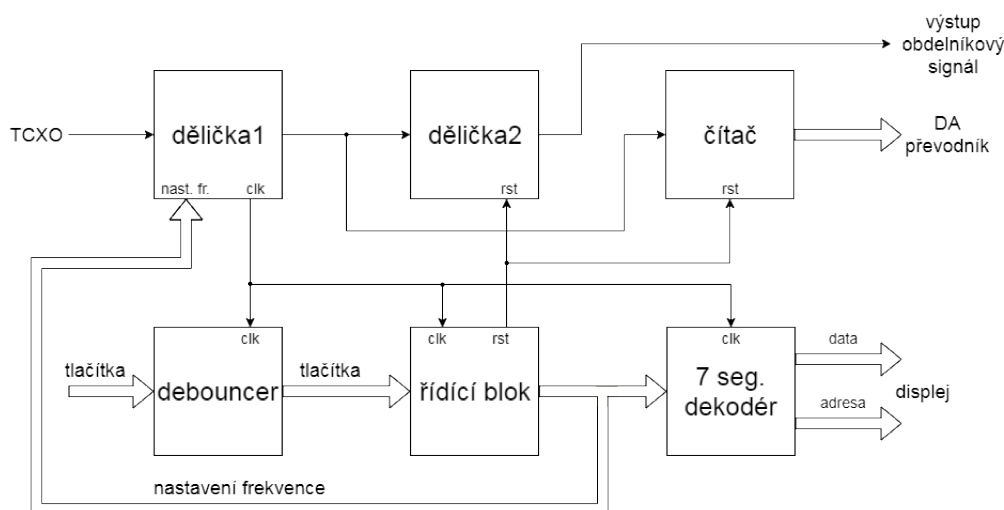 výstup
obdelníkový
signál
TCXO
dělička1
nast. fr.
clk
dělička2
rst
čítač
rst
DA
převodník
tlačítka
clk
debouncer
tlačítka
clk
rst
řídící blok
clk
7 seg.
dekodér
data
adresa
displej
nastavení frekvence